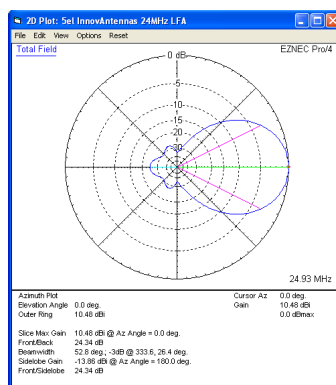 2D Plot: 5el InnovAntennas 24MHz LFA
File Edit View Options Reset
Total Field
EZNEC Pro/4
0 dB
-5
-10
-15
-20
-30
24.93 MHz
Azimuth Plot
Elevation Angle 0.0 deg.
Outer Ring 10.48 dBi
Cursor Az 0.0 deg.
Gain 10.48 dBi
0.0 dBmax
Slice Max Gain 10.48 dBi @ Az Angle = 0.0 deg.
Front/Back 24.34 dB
Beamwidth 52.8 deg.; -3dB @ 333.6, 26.4 deg.
Sidelobe Gain -13.86 dBi @ Az Angle = 180.0 deg.
Front/Sidelobe 24.34 dB